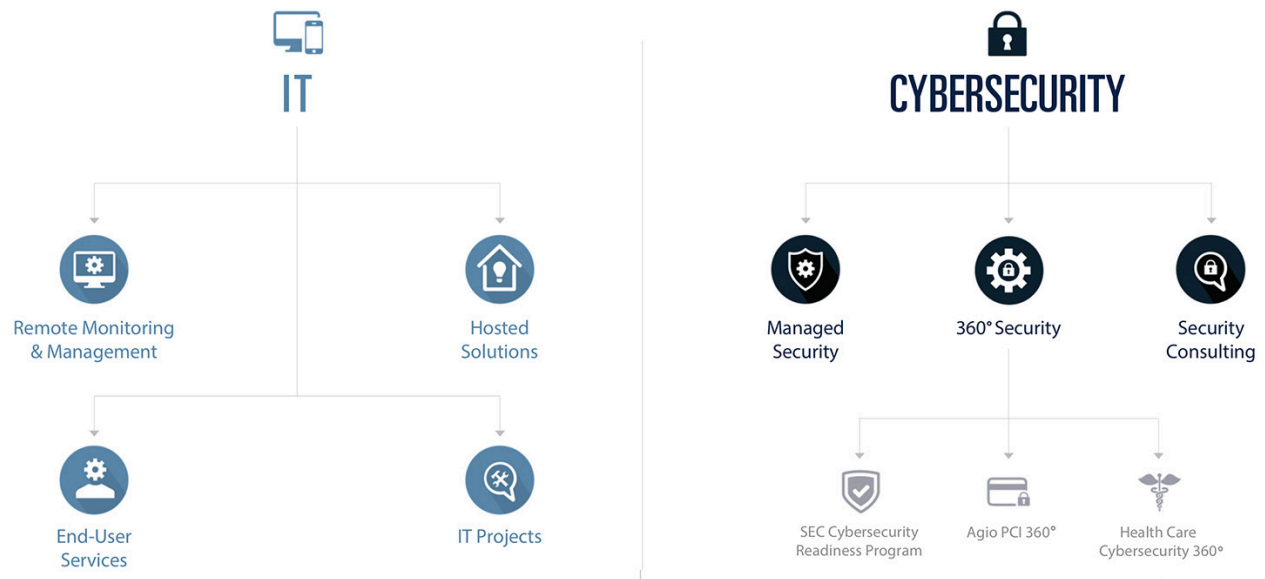 IT
Remote Monitoring
& Management
Hosted
Solutions
End-User
Services
IT Projects
CYBERSECURITY
Managed
Security
360° Security
Security
Consulting
SEC Cybersecurity
Readiness Program
Agio PCI 360°
Health Care
Cybersecurity 360°